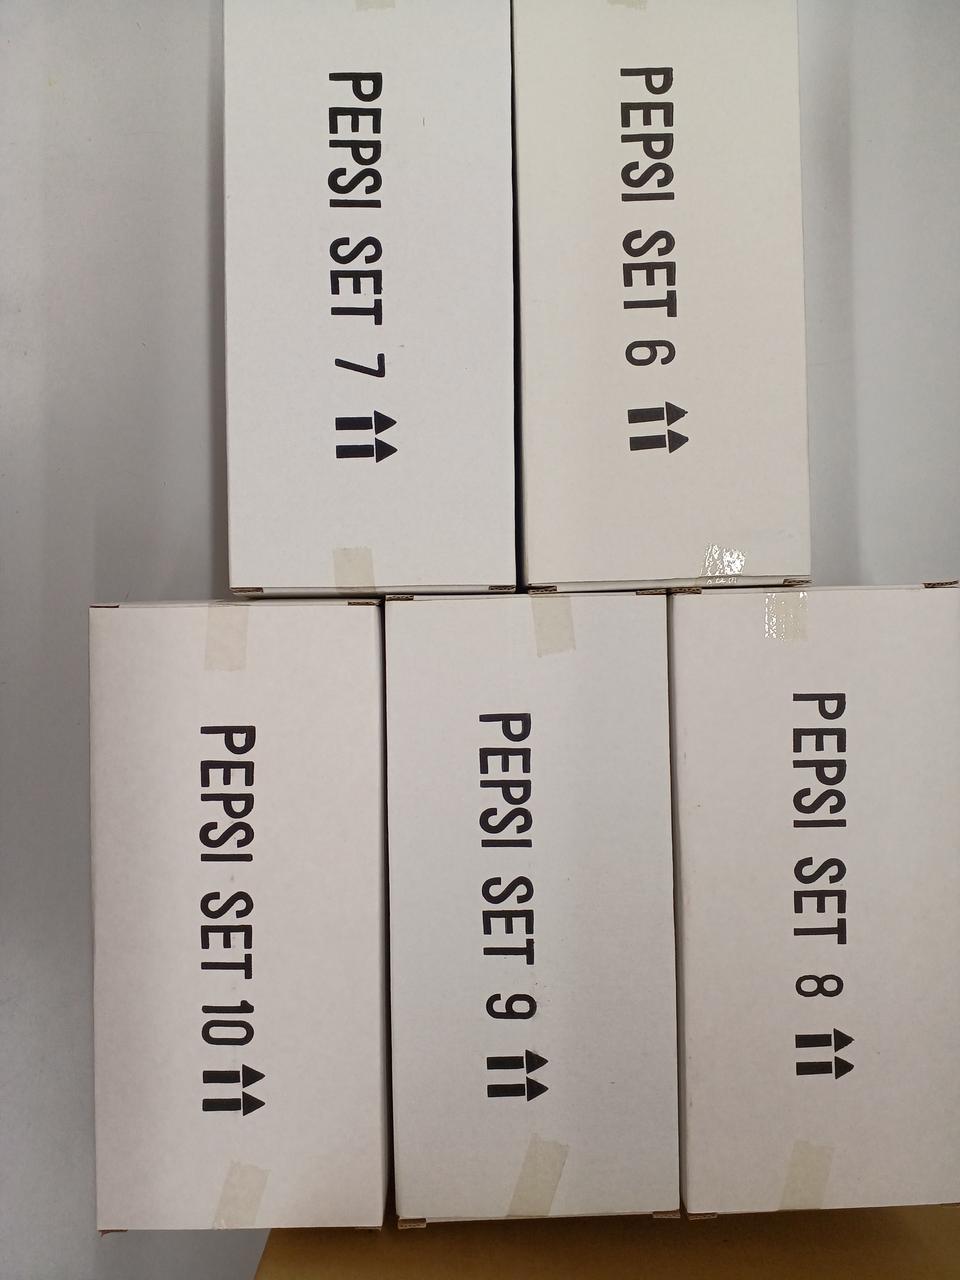 PEPSI SET 6
PEPSI SET 7
PEPSI SET 8
PEPSI SET 9
PEPSI SET 10